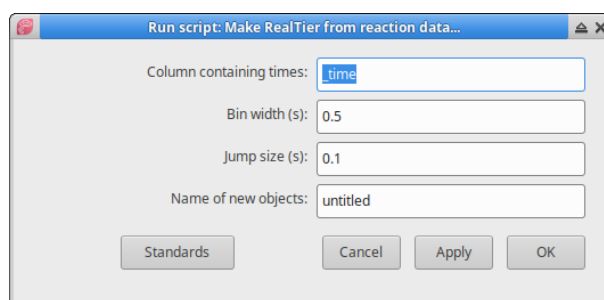 Run script: Make RealTier from reaction data...
Column containing times: _time
Bin width (s): 0.5
Jump size (s): 0.1
Name of new objects: untitled
Standards Cancel Apply OK